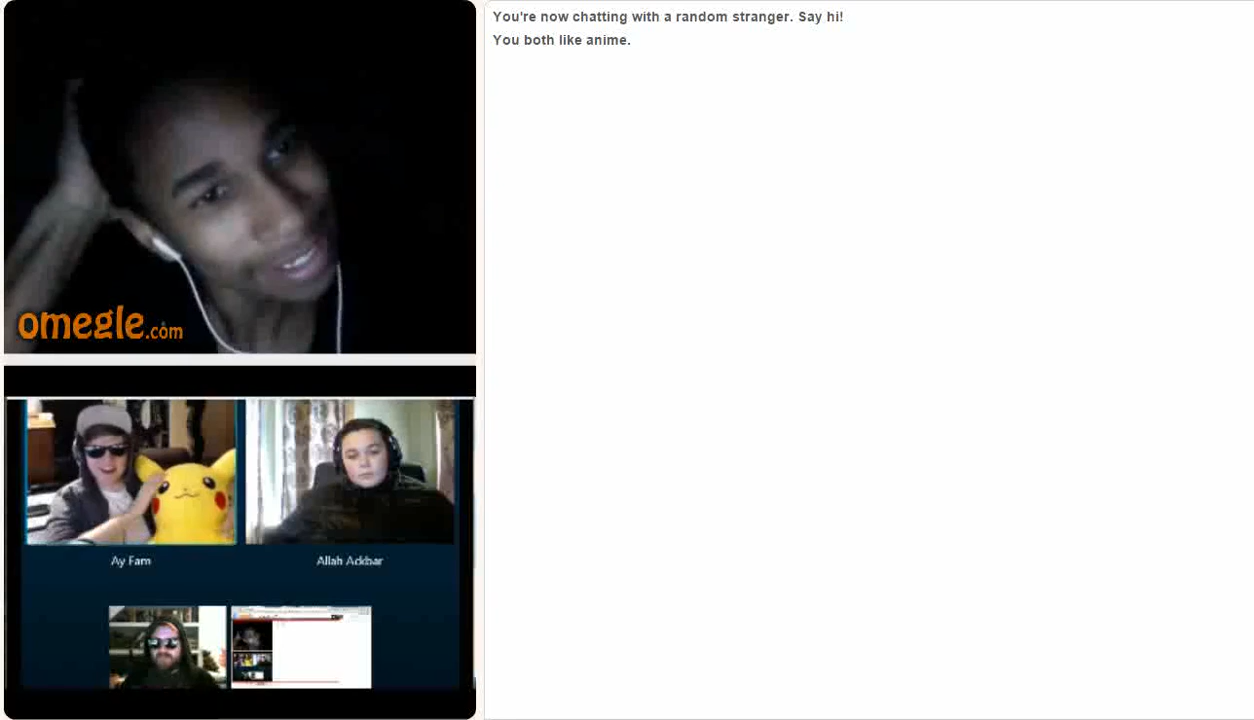 You're now chatting with a random stranger. Say hi!
You both like anime.
omegle.com
Ay Fam
Allah Ackbar